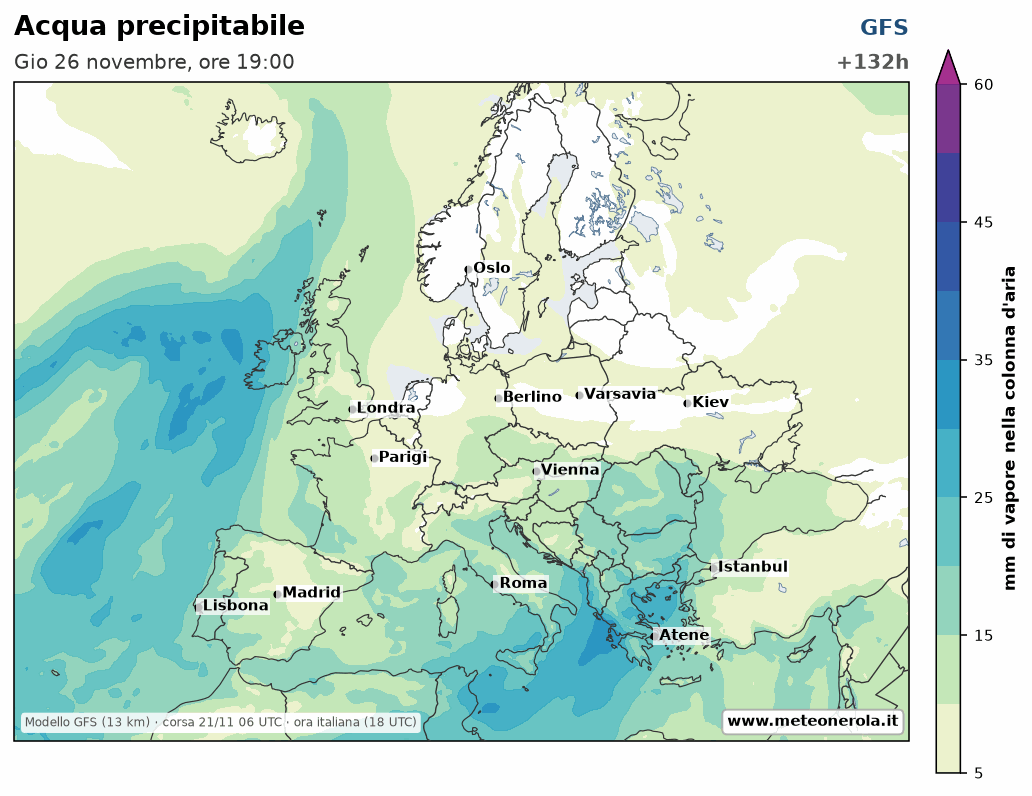 Acqua precipitabile
GFS
Gio 26 novembre, ore 19:00
+132h
60
45
35
25
15
5
mm di vapore nella colonna d'aria
Oslo
Berlino
Varsavia
Kiev
Londra
Parigi
Vienna
Istanbul
Roma
Madrid
Lisbona
Atene
Modello GFS (13 km) · corsa 21/11 06 UTC · ora italiana (18 UTC)
www.meteonerola.it